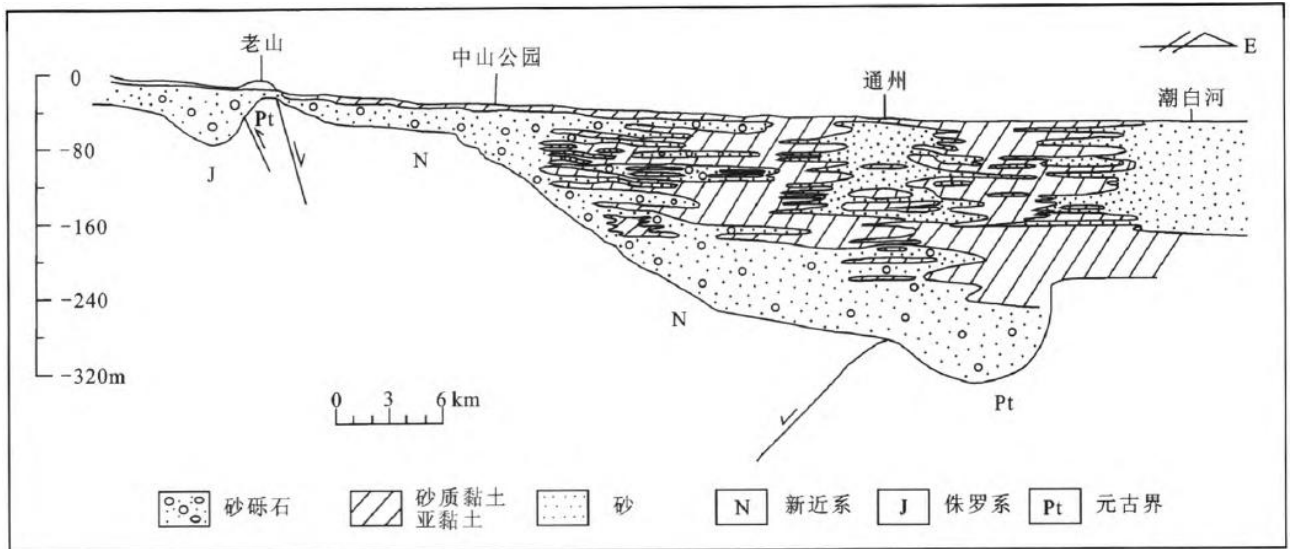 老山
E
0
中山公园
通州
潮白河
Pt
-80
N
J
-160
-240
N
-320m
0 3 6 km
Pt
砂砾石
砂质黏土
亚黏土
砂
N
新近系
J
侏罗系
Pt
元古界